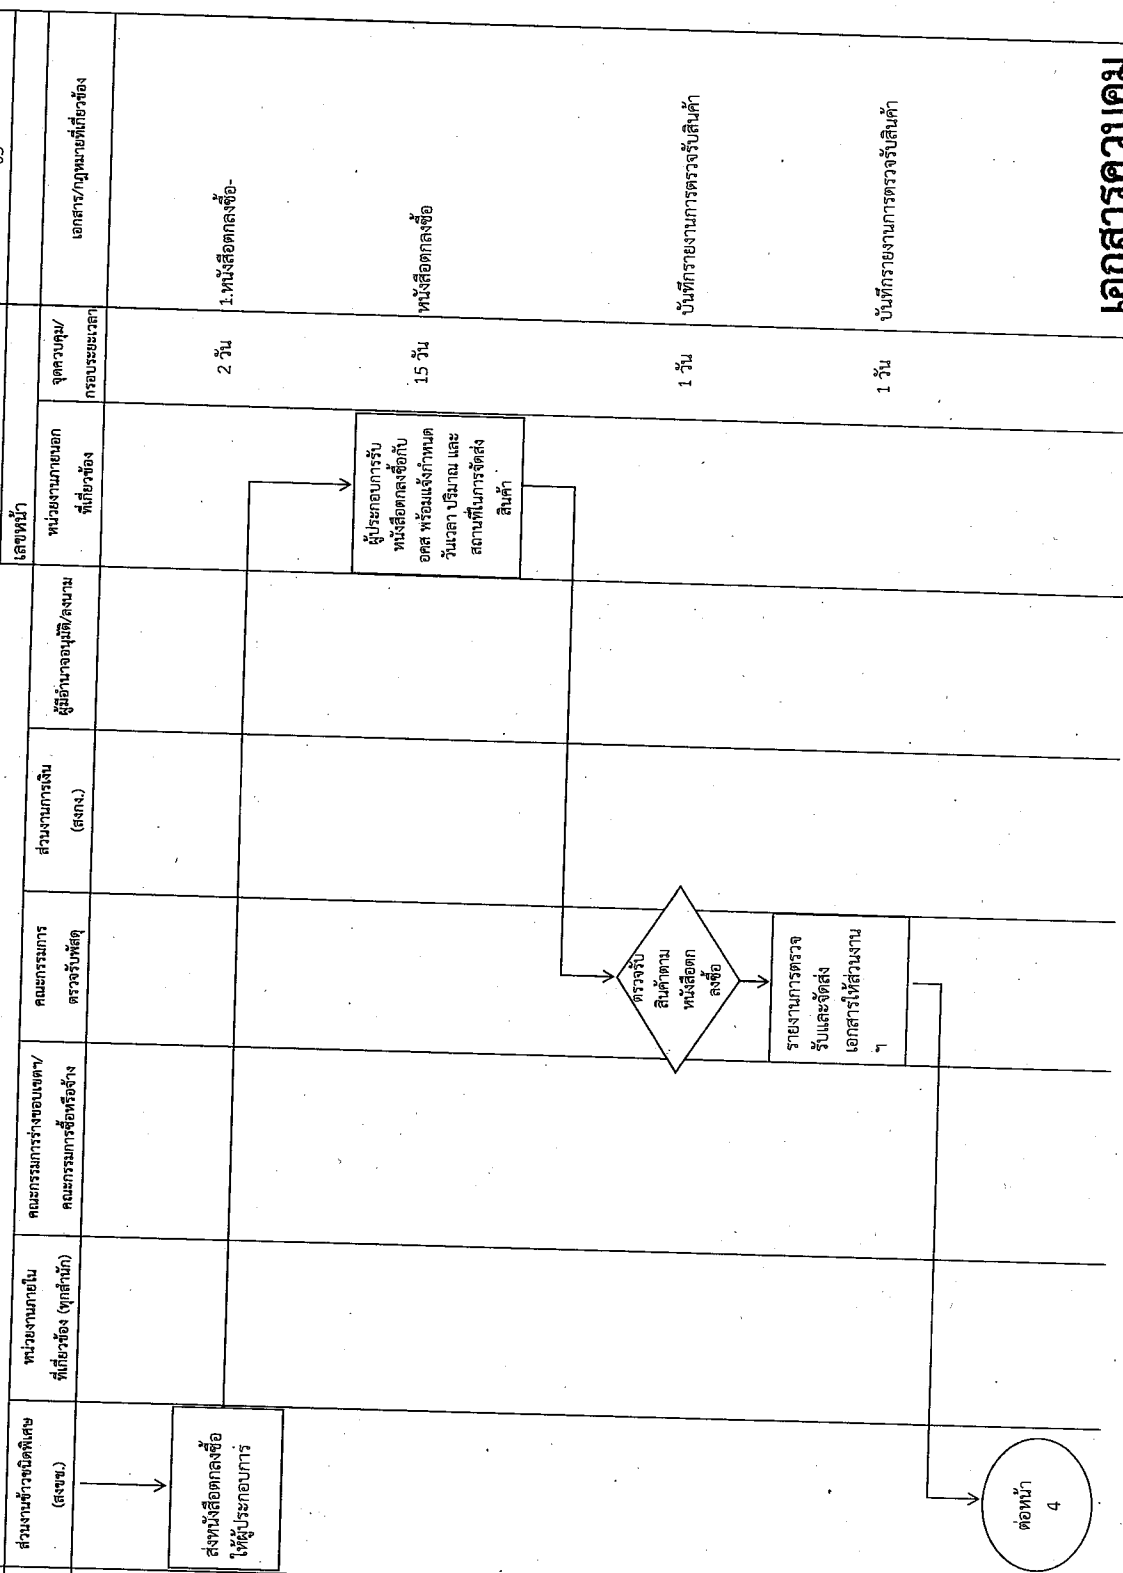 เลขหน้า
ส่วนงานข้าวชนิดพิเศษ
(สงขช.)
หน่วยงานภายใน
ที่เกี่ยวข้อง (ทุกสำนัก)
คณะกรรมการร่างขอบเขตฯ/
คณะกรรมการซื้อหรือจ้าง
คณะกรรมการ
ตรวจรับพัสดุ
ส่วนงานการเงิน
(สงกง.)
ผู้มีอำนาจอนุมัติ/ลงนาม
หน่วยงานภายนอก
ที่เกี่ยวข้อง
จุดควบคุม/
กรอบระยะเวลา
เอกสาร/กฎหมายที่เกี่ยวข้อง
ส่งหนังสือตกลงซื้อ
ให้ผู้ประกอบการ
2 วัน
1.หนังสือตกลงซื้อ-
ผู้ประกอบการรับ
หนังสือตกลงซื้อกับ
อคส พร้อมแจ้งกำหนด
วันเวลา ปริมาณ และ
สถานที่ในการจัดส่ง
สินค้า
15 วัน
หนังสือตกลงซื้อ
ตรวจรับ
สินค้าตาม
หนังสือตก
ลงซื้อ
1 วัน
บันทึกรายงานการตรวจรับสินค้า
รายงานการตรวจ
รับและจัดส่ง
เอกสารให้ส่วนงาน
ๆ
1 วัน
บันทึกรายงานการตรวจรับสินค้า
ต่อหน้า
4
เอกสารควบคุม